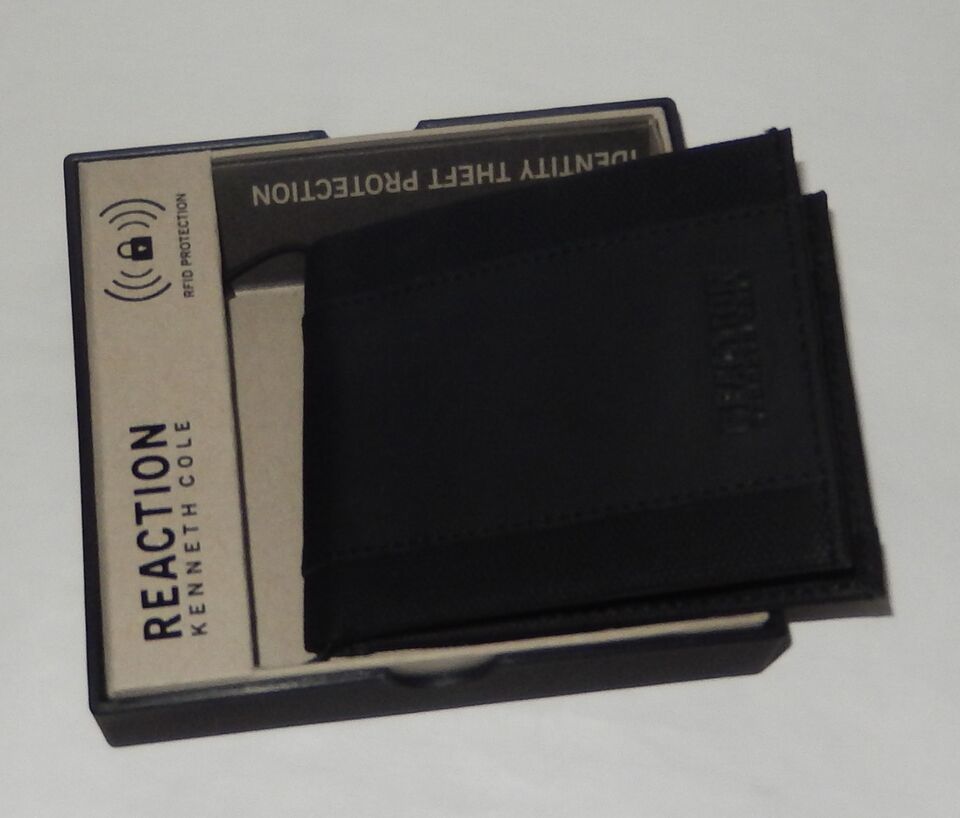 REACTION
KENNETH COLE
RFID PROTECTION
IDENTITY THEFT PROTECTION